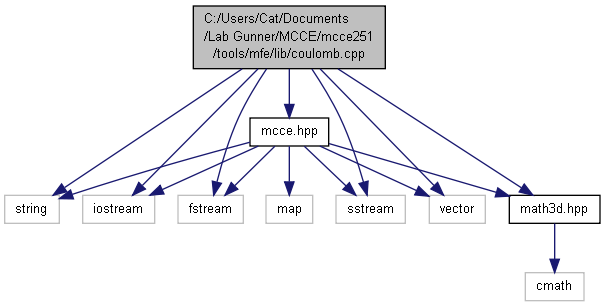 C:/Users/Cat/Documents
/Lab Gunner/MCCE/mcce251
/tools/mfe/lib/coulomb.cpp
mcce.hpp
string
iostream
fstream
map
sstream
vector
math3d.hpp
cmath